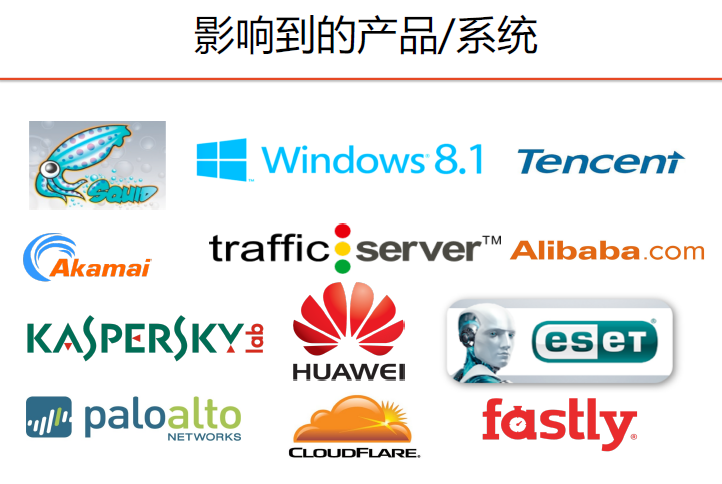 影响到的产品/系统
SQUID
Windows® 8.1
Tencent
Akamai
traffic server™
Alibaba.com
KASPERSKY lab
HUAWEI
eseT
paloalto
NETWORKS
CLOUDFLARE®
fastly®